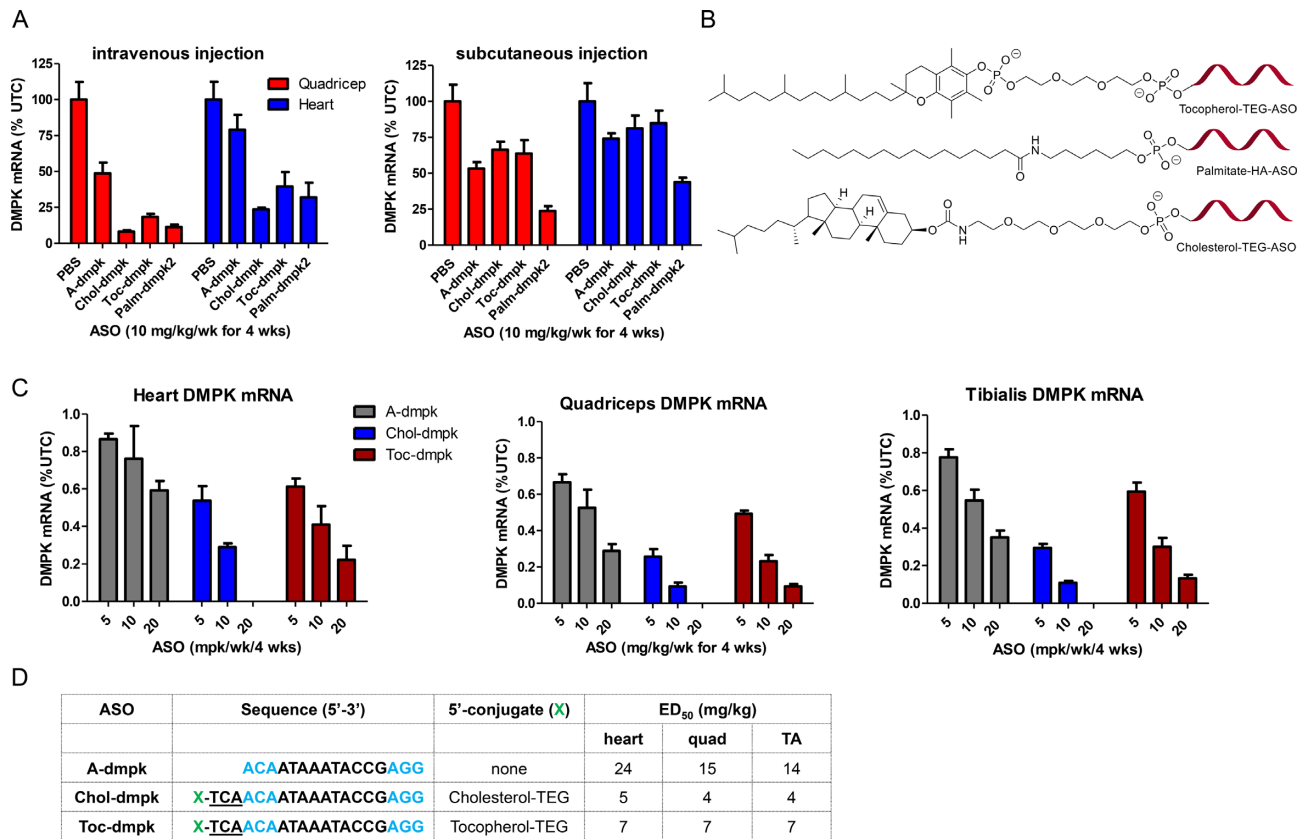 A
intravenous injection
DMPK mRNA (% UTC)
100
75
50
25
0
Quadricep
Heart
PBS
A-dmpk
Chol-dmpk
Toc-dmpk
Palm-dmpk2
PBS
A-dmpk
Chol-dmpk
Toc-dmpk
Palm-dmpk2
ASO (10 mg/kg/wk for 4 wks)
subcutaneous injection
DMPK mRNA (% UTC)
125
100
75
50
25
0
PBS
A-dmpk
Chol-dmpk
Toc-dmpk
Palm-dmpk2
PBS
A-dmpk
Chol-dmpk
Toc-dmpk
Palm-dmpk2
ASO (10 mg/kg/wk for 4 wks)
B
Tocopherol-TEG-ASO
Palmitate-HA-ASO
Cholesterol-TEG-ASO
C
Heart DMPK mRNA
DMPK mRNA (%UTC)
1.0
0.8
0.6
0.4
0.2
0.0
5 10 20 5 10 20 5 10 20
ASO (mpk/wk/4 wks)
A-dmpk
Chol-dmpk
Toc-dmpk
Quadriceps DMPK mRNA
DMPK mRNA (%UTC)
1.0
0.8
0.6
0.4
0.2
0.0
5 10 20 5 10 20 5 10 20
ASO (mg/kg/wk for 4 wks)
Tibialis DMPK mRNA
DMPK mRNA (%UTC)
1.0
0.8
0.6
0.4
0.2
0.0
5 10 20 5 10 20 5 10 20
ASO (mpk/wk/4 wks)
D
ASO Sequence (5'-3') 5'-conjugate (X) ED50 (mg/kg)
heart quad TA
A-dmpk ACAATAAATACCGAGG none 24 15 14
Chol-dmpk X-TCAACAATAAATACCGAGG Cholesterol-TEG 5 4 4
Toc-dmpk X-TCAACAATAAATACCGAGG Tocopherol-TEG 7 7 7